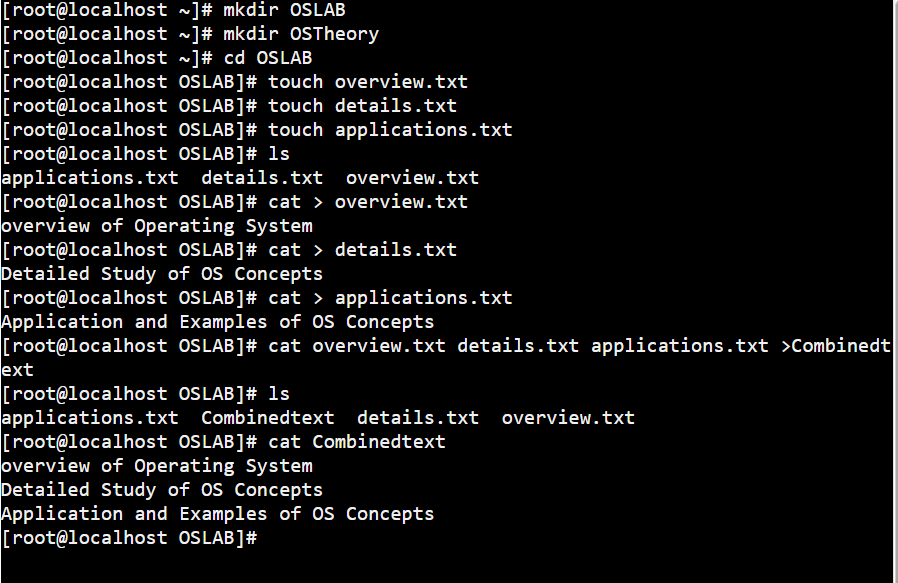 [root@localhost ~]# mkdir OSLAB
[root@localhost ~]# mkdir OSTheory
[root@localhost ~]# cd OSLAB
[root@localhost OSLAB]# touch overview.txt
[root@localhost OSLAB]# touch details.txt
[root@localhost OSLAB]# touch applications.txt
[root@localhost OSLAB]# ls
applications.txt  details.txt  overview.txt
[root@localhost OSLAB]# cat > overview.txt
overview of Operating System
[root@localhost OSLAB]# cat > details.txt
Detailed Study of OS Concepts
[root@localhost OSLAB]# cat > applications.txt
Application and Examples of OS Concepts
[root@localhost OSLAB]# cat overview.txt details.txt applications.txt >Combinedt
ext
[root@localhost OSLAB]# ls
applications.txt  Combinedtext  details.txt  overview.txt
[root@localhost OSLAB]# cat Combinedtext
overview of Operating System
Detailed Study of OS Concepts
Application and Examples of OS Concepts
[root@localhost OSLAB]#